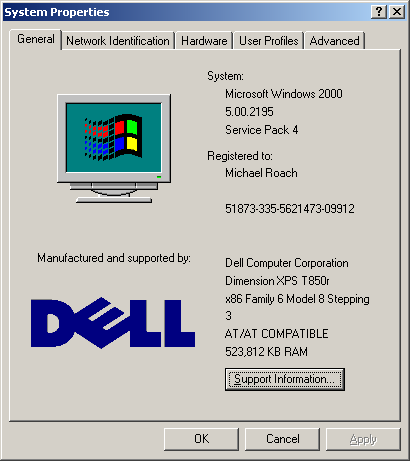 System Properties
General
Network Identification
Hardware
User Profiles
Advanced
System:
Microsoft Windows 2000
5.00.2195
Service Pack 4
Registered to:
Michael Roach
51873-335-5621473-09912
Manufactured and supported by:
DELL
Dell Computer Corporation
Dimension XPS T850r
x86 Family 6 Model 8 Stepping
3
AT/AT COMPATIBLE
523,812 KB RAM
Support Information...
OK
Cancel
Apply